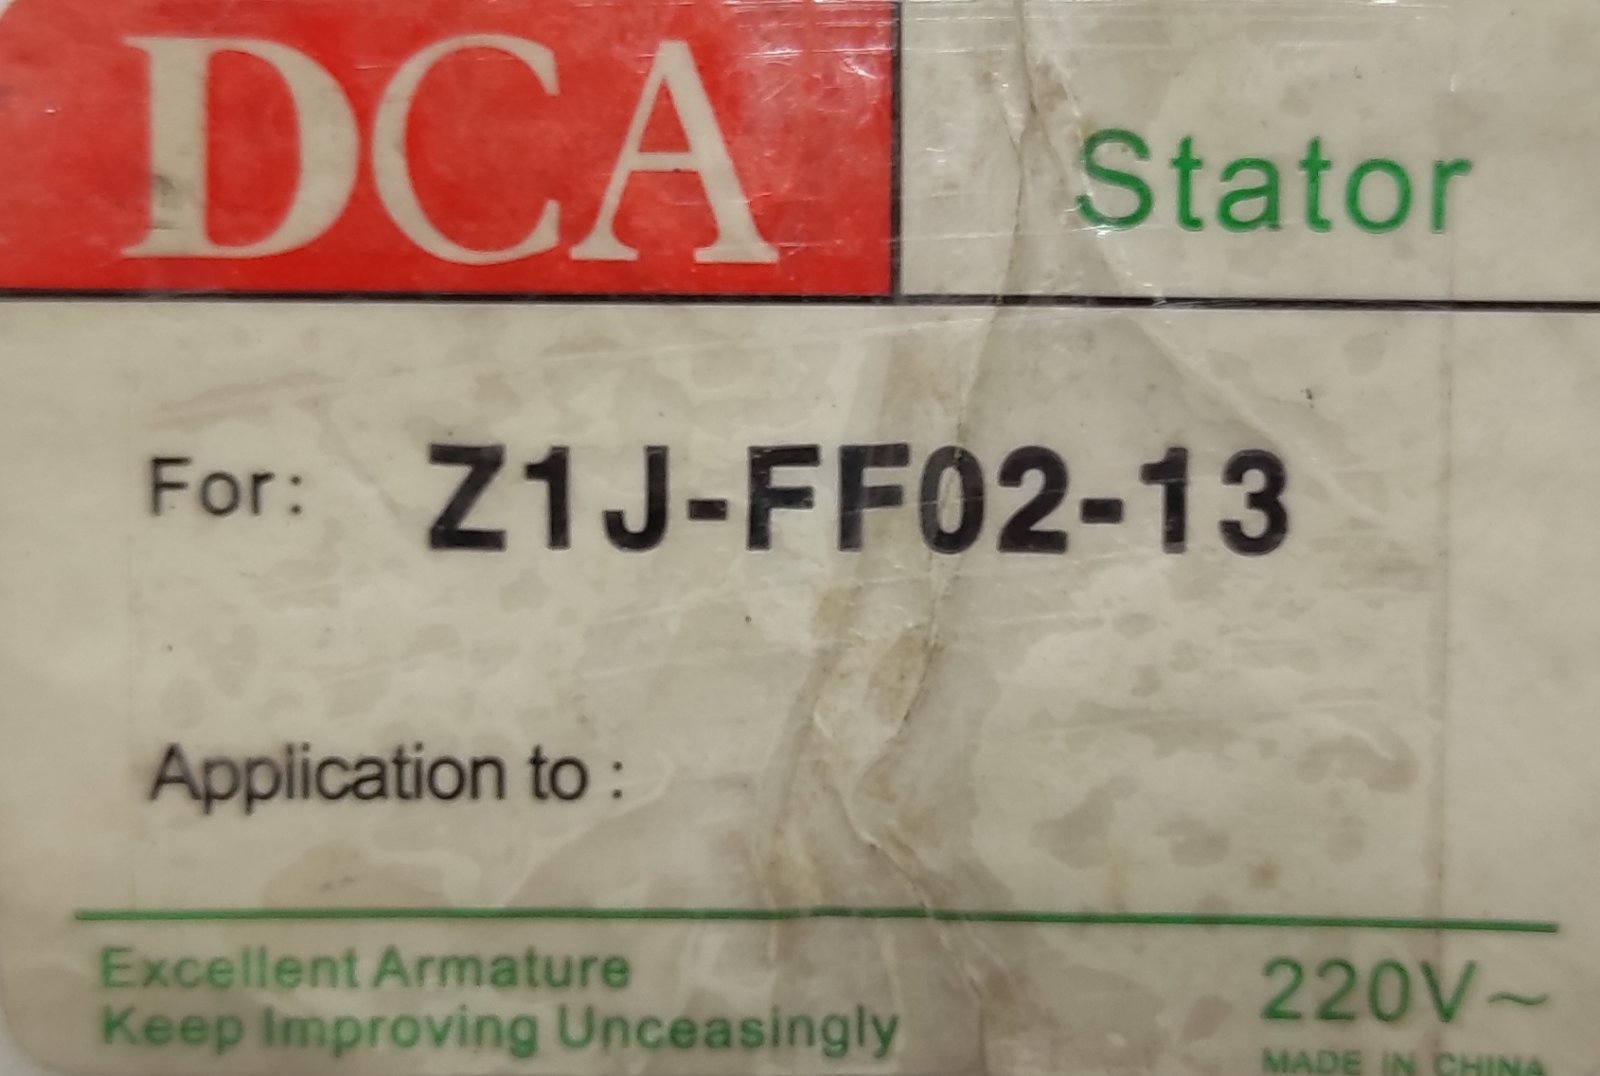 DCA
Stator
For: Z1J-FF02-13
Application to :
Excellent Armature
Keep Improving Unceasingly
220V~
MADE IN CHINA